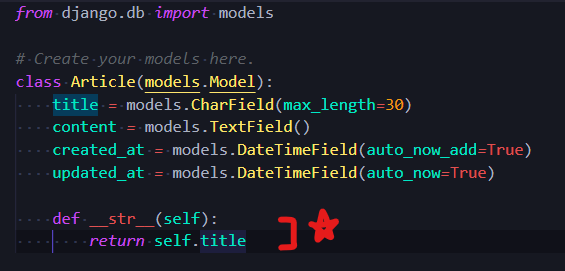 from django.db import models
# Create your models here.
class Article(models.Model):
    title = models.CharField(max_length=30)
    content = models.TextField()
    created_at = models.DateTimeField(auto_now_add=True)
    updated_at = models.DateTimeField(auto_now=True)
    def __str__(self):
        return self.title